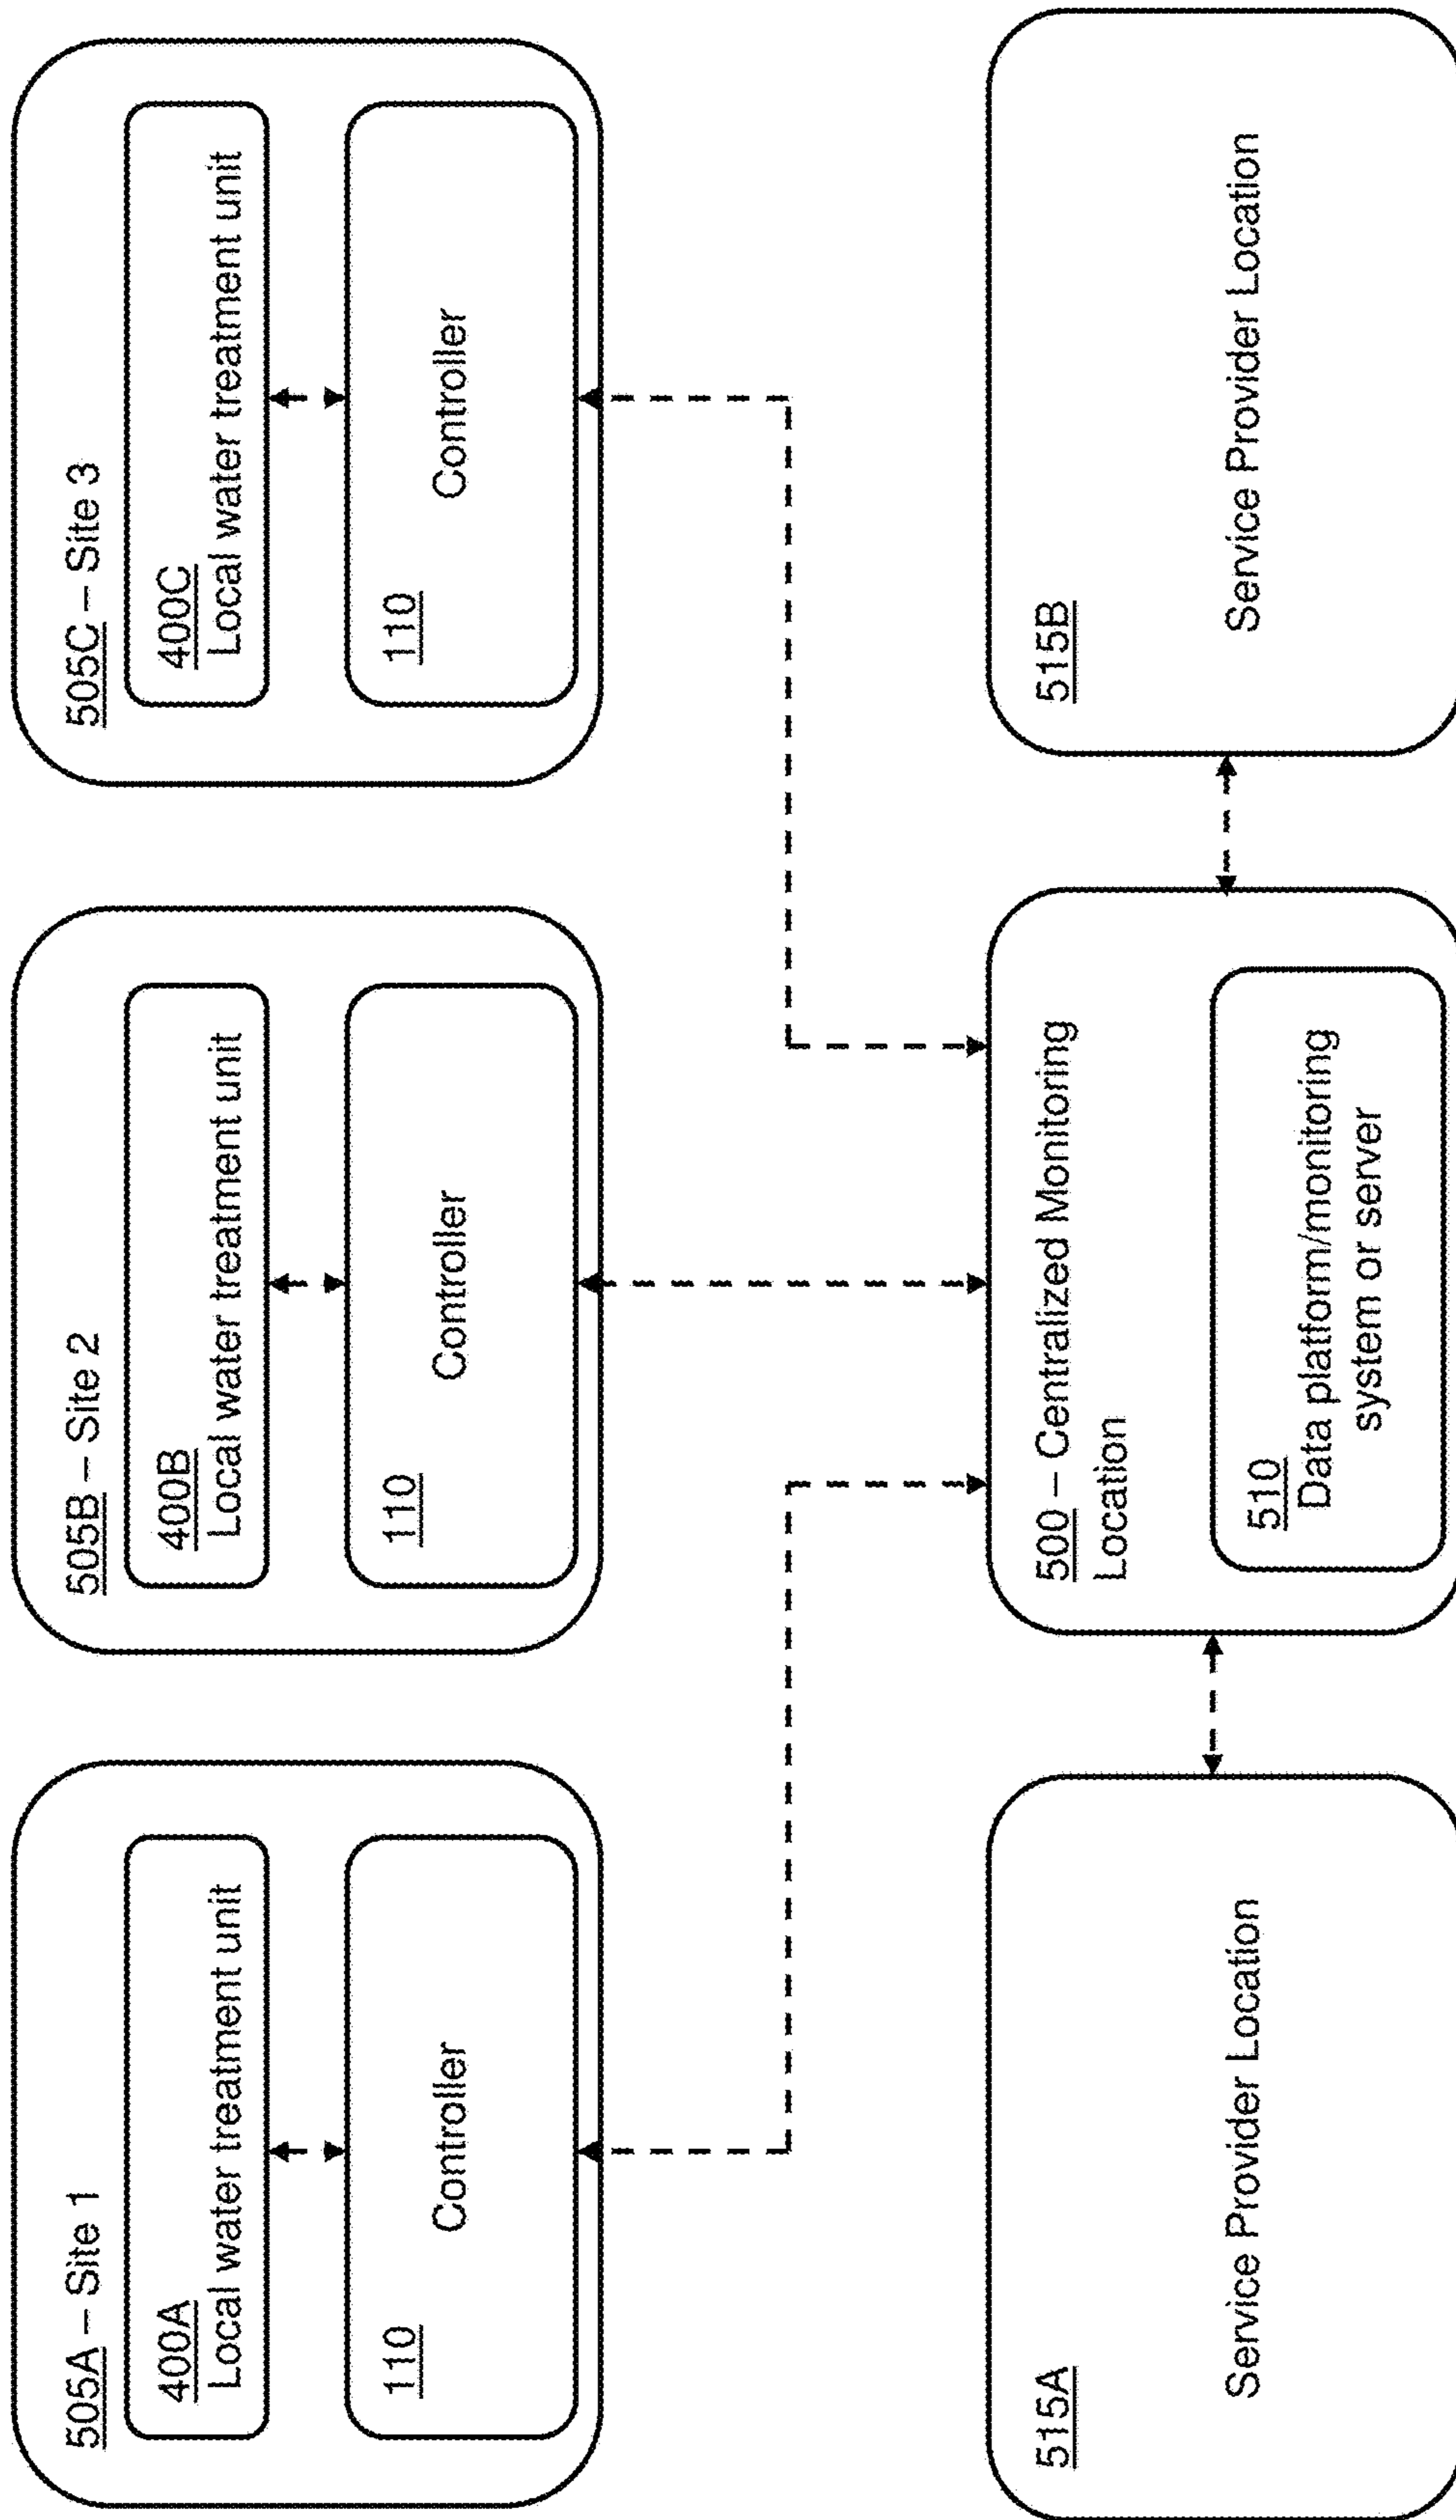 505A – Site 1
400A
Local water treatment unit
110
Controller
505B – Site 2
400B
Local water treatment unit
110
Controller
505C – Site 3
400C
Local water treatment unit
110
Controller
515A
Service Provider Location
500 – Centralized Monitoring
Location
510
Data platform/monitoring
system or server
515B
Service Provider Location